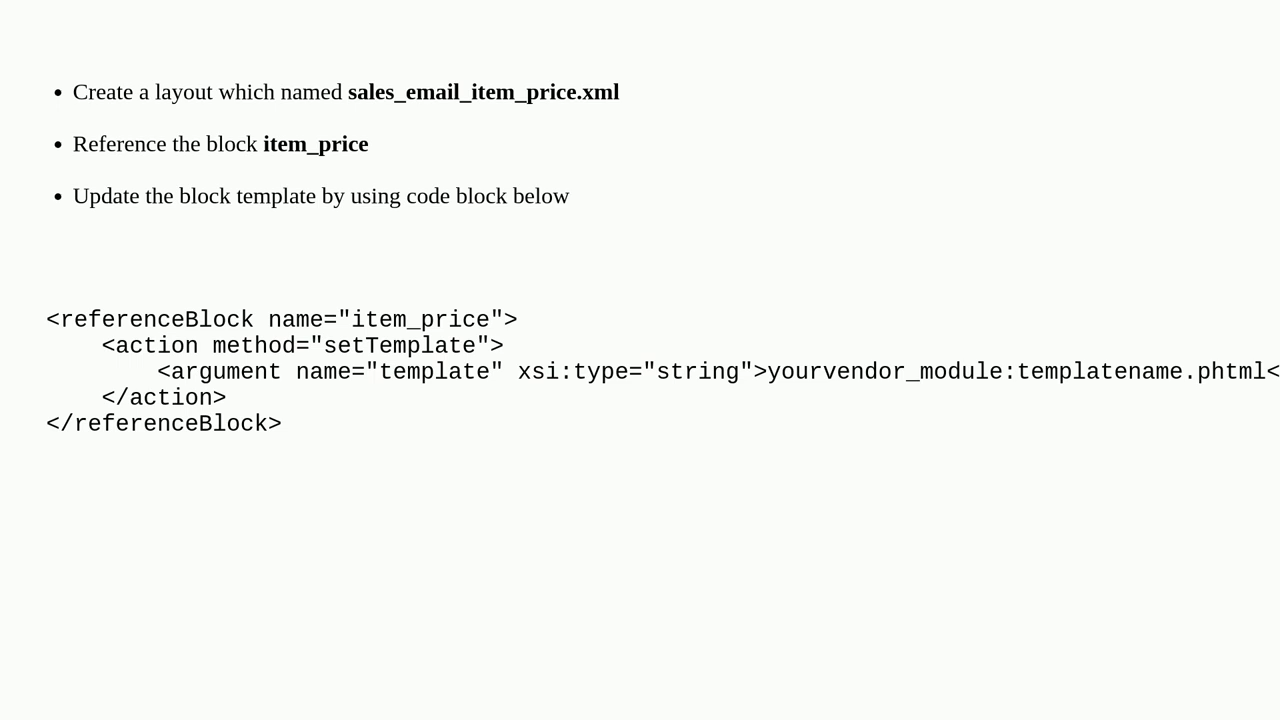 • Create a layout which named sales_email_item_price.xml
• Reference the block item_price
• Update the block template by using code block below
<referenceBlock name="item_price">
    <action method="setTemplate">
        <argument name="template" xsi:type="string">yourvendor_module:templatename.phtml<
    </action>
</referenceBlock>